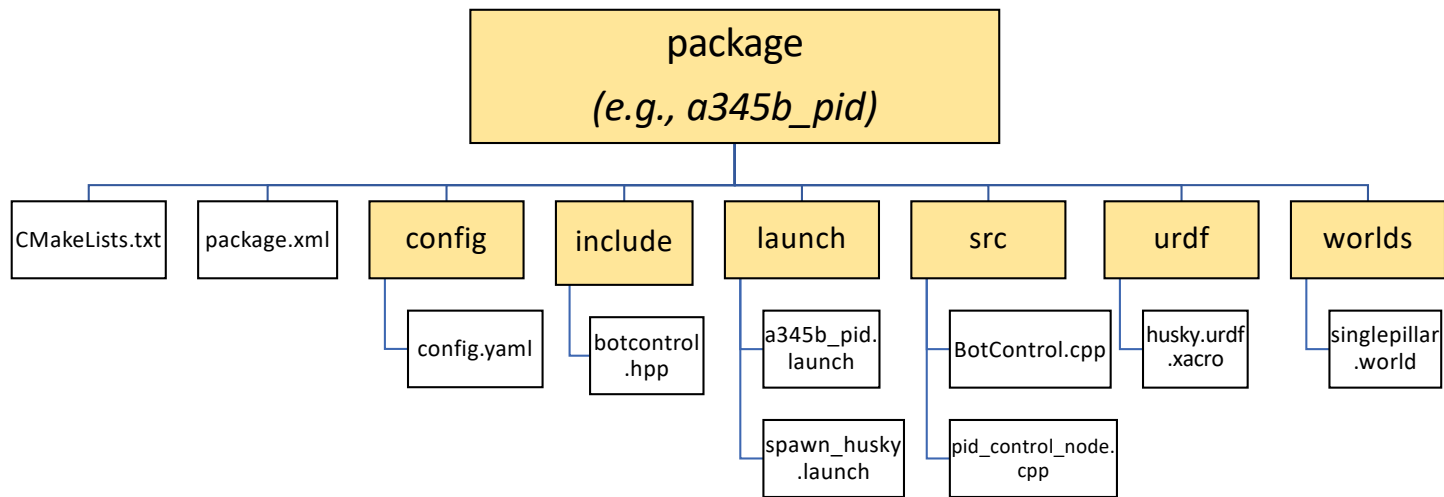 package
(e.g., a345b_pid)
CMakeLists.txt
package.xml
config
include
launch
src
urdf
worlds
config.yaml
botcontrol
.hpp
a345b_pid.
launch
BotControl.cpp
husky.urdf
.xacro
singlepillar
.world
spawn_husky
.launch
pid_control_node.
cpp